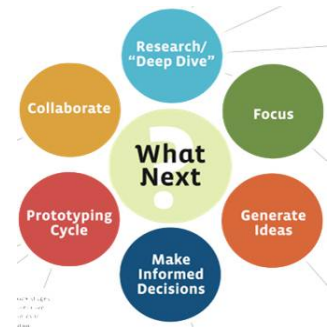 Research/
“Deep Dive”
Collaborate
Focus
?
What
Next
Prototyping
Cycle
Generate
Ideas
Make
Informed
Decisions